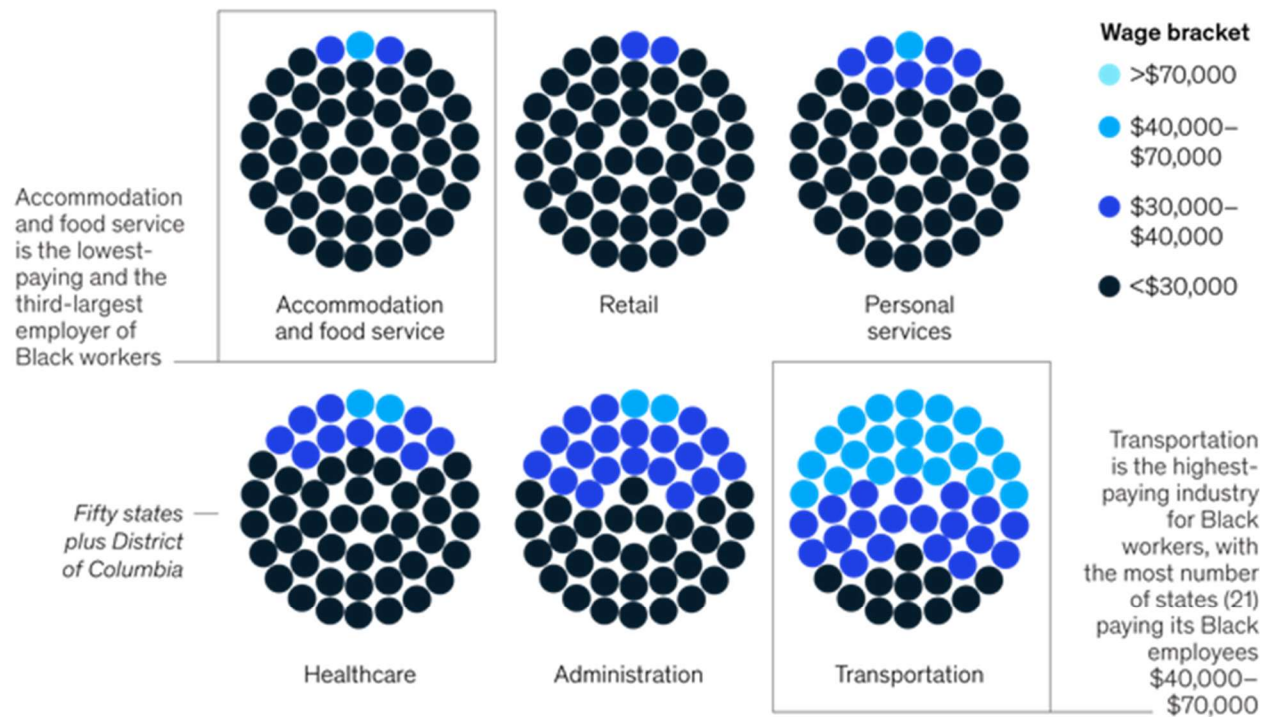 Wage bracket
>$70,000
$40,000–
$70,000
$30,000–
$40,000
<$30,000
Accommodation
and food service
is the lowest-
paying and the
third-largest
employer of
Black workers
Accommodation
and food service
Retail
Personal
services
Fifty states
plus District
of Columbia
Healthcare
Administration
Transportation
Transportation
is the highest-
paying industry
for Black
workers, with
the most number
of states (21)
paying its Black
employees
$40,000–
$70,000